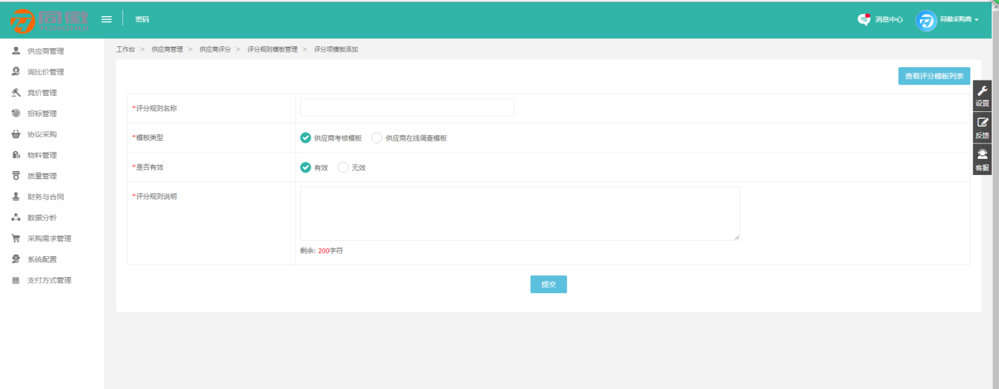 同徽
TONGHUI
密码
消息中心
同徽采购商
供应商管理
询比价管理
竞价管理
招标管理
协议采购
物料管理
质量管理
财务与合同
数据分析
采购需求管理
系统配置
支付方式管理
工作台 > 供应商管理 > 供应商评分 > 评分规则模板管理 > 评分项模板添加
查看评分模板列表
*评分规则名称
*模板类型
供应商考核模板 供应商在线调查模板
*是否有效
有效 无效
*评分规则说明
剩余: 200字符
提交
设置
反馈
客服